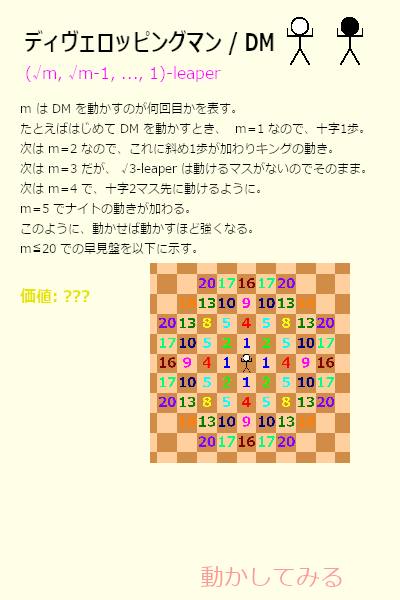 ディヴェロッピングマン / DM
(√m, √m-1, ..., 1)-leaper
m は DM を動かすのが何回目かを表す。
たとえばはじめて DM を動かすとき、 m=1 なので、十字1歩。
次は m=2 なので、これに斜め1歩が加わりキングの動き。
次は m=3 だが、 √3-leaper は動けるマスがないのでそのまま。
次は m=4 で、十字2マス先に動けるように。
m=5 でナイトの動きが加わる。
このように、動かせば動かすほど強くなる。
m≦20 での早見盤を以下に示す。
価値: ???
20 17 16 17 20
18 13 10 9 10 13 18
20 13 8 5 4 5 8 13 20
17 10 5 2 1 2 5 10 17
16 9 4 1 1 4 9 16
17 10 5 2 1 2 5 10 17
20 13 8 5 4 5 8 13 20
18 13 10 9 10 13 18
20 17 16 17 20
動かしてみる